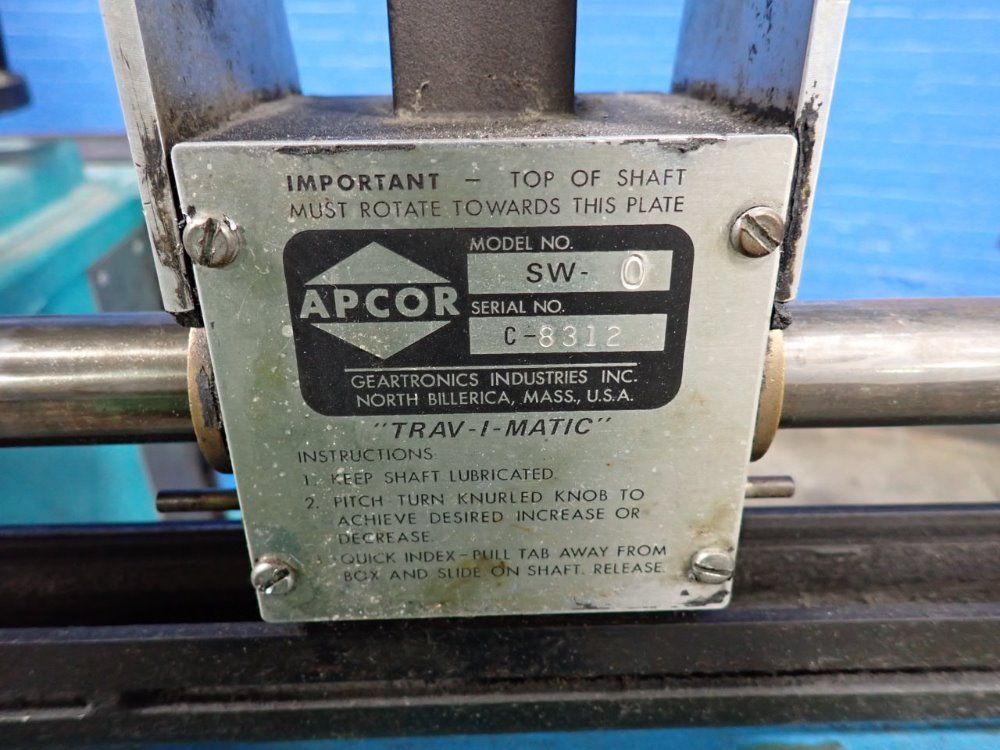 IMPORTANT – TOP OF SHAFT
MUST ROTATE TOWARDS THIS PLATE
APCOR
MODEL NO.
SW- 0
SERIAL NO.
C-8312
GEARTRONICS INDUSTRIES INC.
NORTH BILLERICA, MASS., U.S.A.
"TRAV-I-MATIC"
INSTRUCTIONS
1. KEEP SHAFT LUBRICATED.
2. PITCH TURN KNURLED KNOB TO
ACHIEVE DESIRED INCREASE OR
DECREASE.
QUICK INDEX – PULL TAB AWAY FROM
BOX AND SLIDE ON SHAFT. RELEASE.